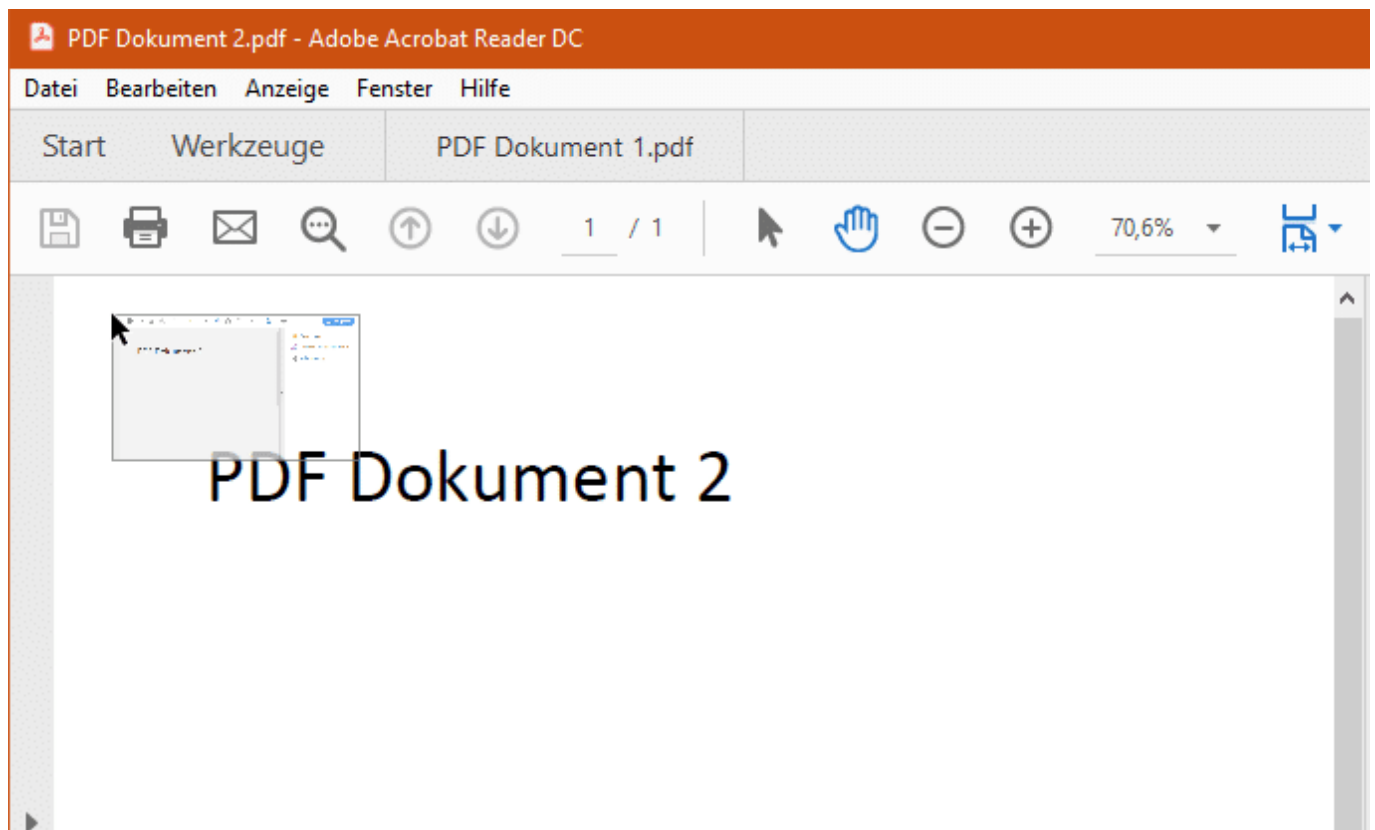 PDF Dokument 2.pdf - Adobe Acrobat Reader DC
Datei Bearbeiten Anzeige Fenster Hilfe
Start Werkzeuge PDF Dokument 1.pdf
1 / 1 70,6%
PDF Dokument 2